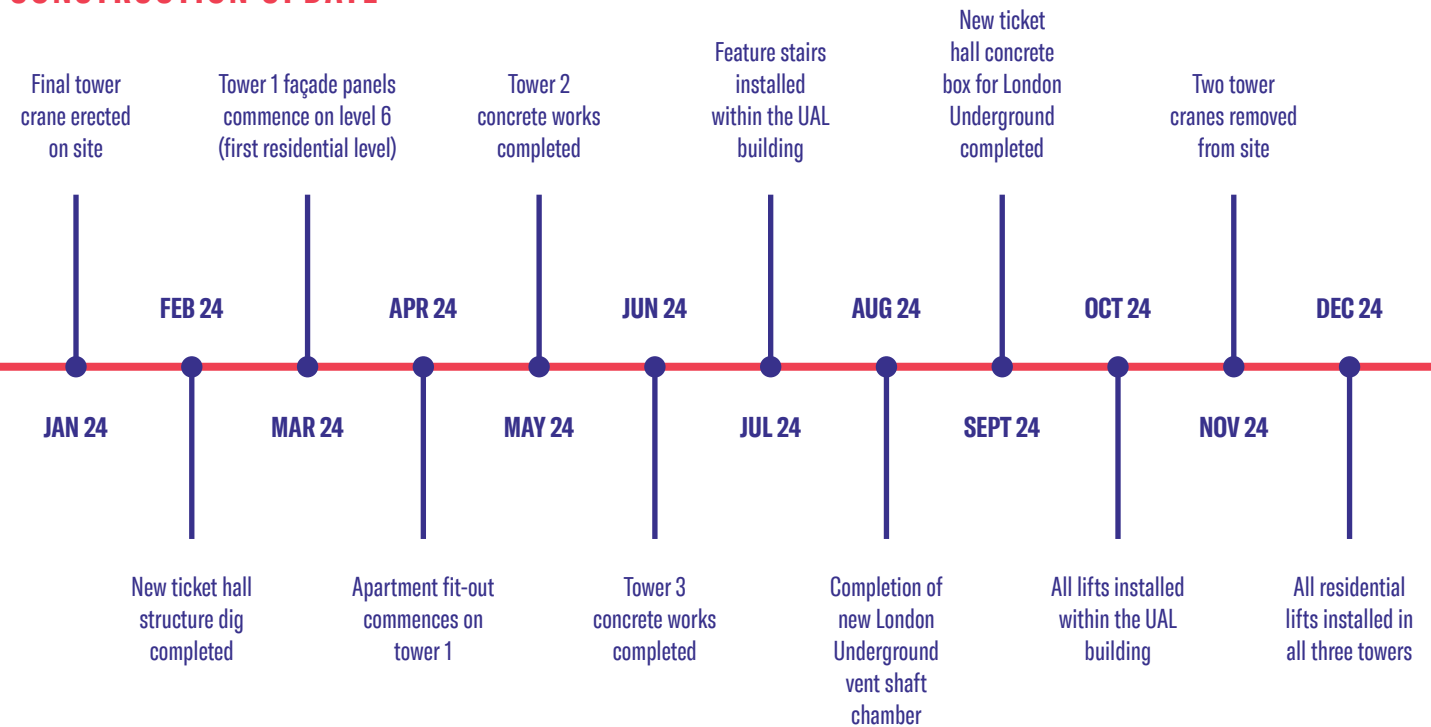 CONSTRUCTION UPDATE
Final tower
crane erected
on site
JAN 24
FEB 24
New ticket hall
structure dig
completed
Tower 1 façade panels
commence on level 6
(first residential level)
MAR 24
APR 24
Apartment fit-out
commences on
tower 1
Tower 2
concrete works
completed
MAY 24
JUN 24
Tower 3
concrete works
completed
Feature stairs
installed
within the UAL
building
JUL 24
AUG 24
Completion of
new London
Underground
vent shaft
chamber
New ticket
hall concrete
box for London
Underground
completed
SEPT 24
OCT 24
All lifts installed
within the UAL
building
Two tower
cranes removed
from site
NOV 24
DEC 24
All residential
lifts installed in
all three towers